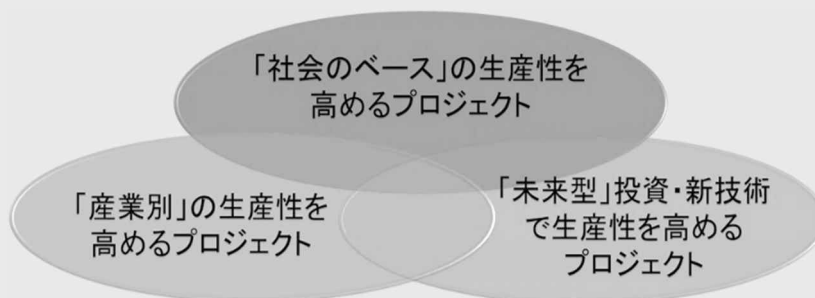 「社会のベース」の生産性を
高めるプロジェクト
「産業別」の生産性を
高めるプロジェクト
「未来型」投資・新技術
で生産性を高める
プロジェクト